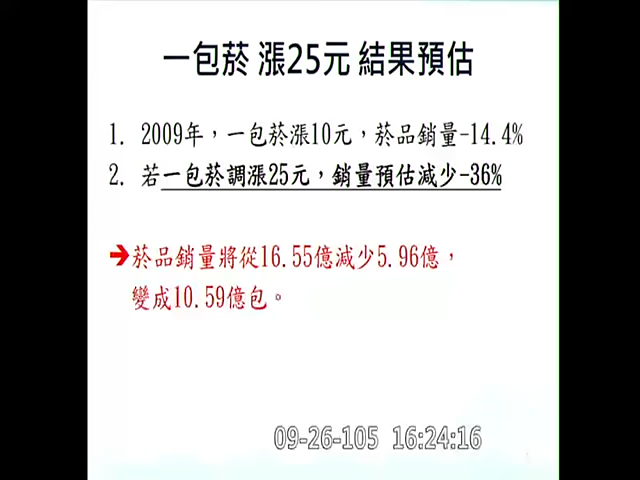 一包菸 漲25元 結果預估
1. 2009年，一包菸漲10元，菸品銷量-14.4%
2. 若一包菸調漲25元，銷量預估減少-36%
➔菸品銷量將從16.55億減少5.96億，
變成10.59億包。
09-26-105 16:24:16